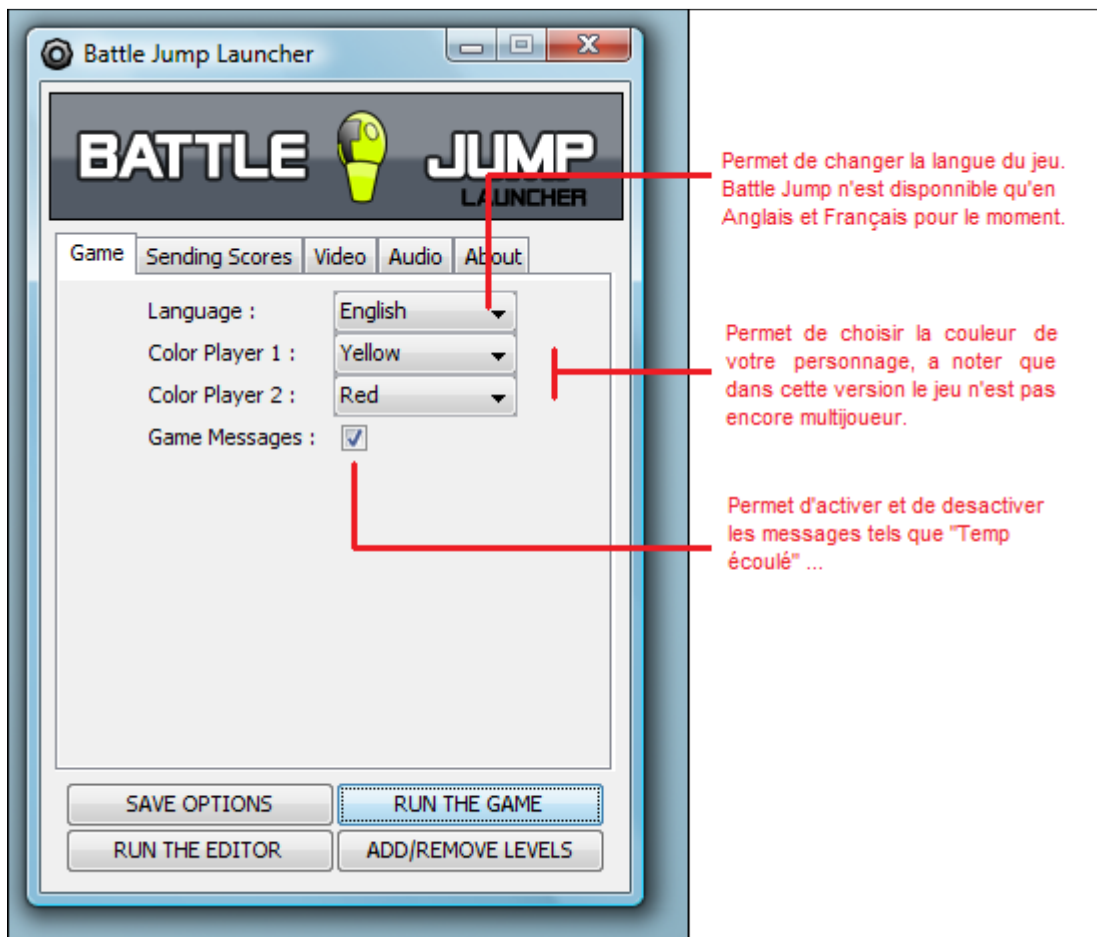 Battle Jump Launcher
BATTLE JUMP
LAUNCHER
Game Sending Scores Video Audio About
Language : English
Color Player 1 : Yellow
Color Player 2 : Red
Game Messages :
SAVE OPTIONS RUN THE GAME
RUN THE EDITOR ADD/REMOVE LEVELS
Permet de changer la langue du jeu.
Battle Jump n'est disponnible qu'en
Anglais et Français pour le moment.
Permet de choisir la couleur de
votre personnage, a noter que
dans cette version le jeu n'est pas
encore multijoueur.
Permet d'activer et de desactiver
les messages tels que "Temp
écoulé" ...